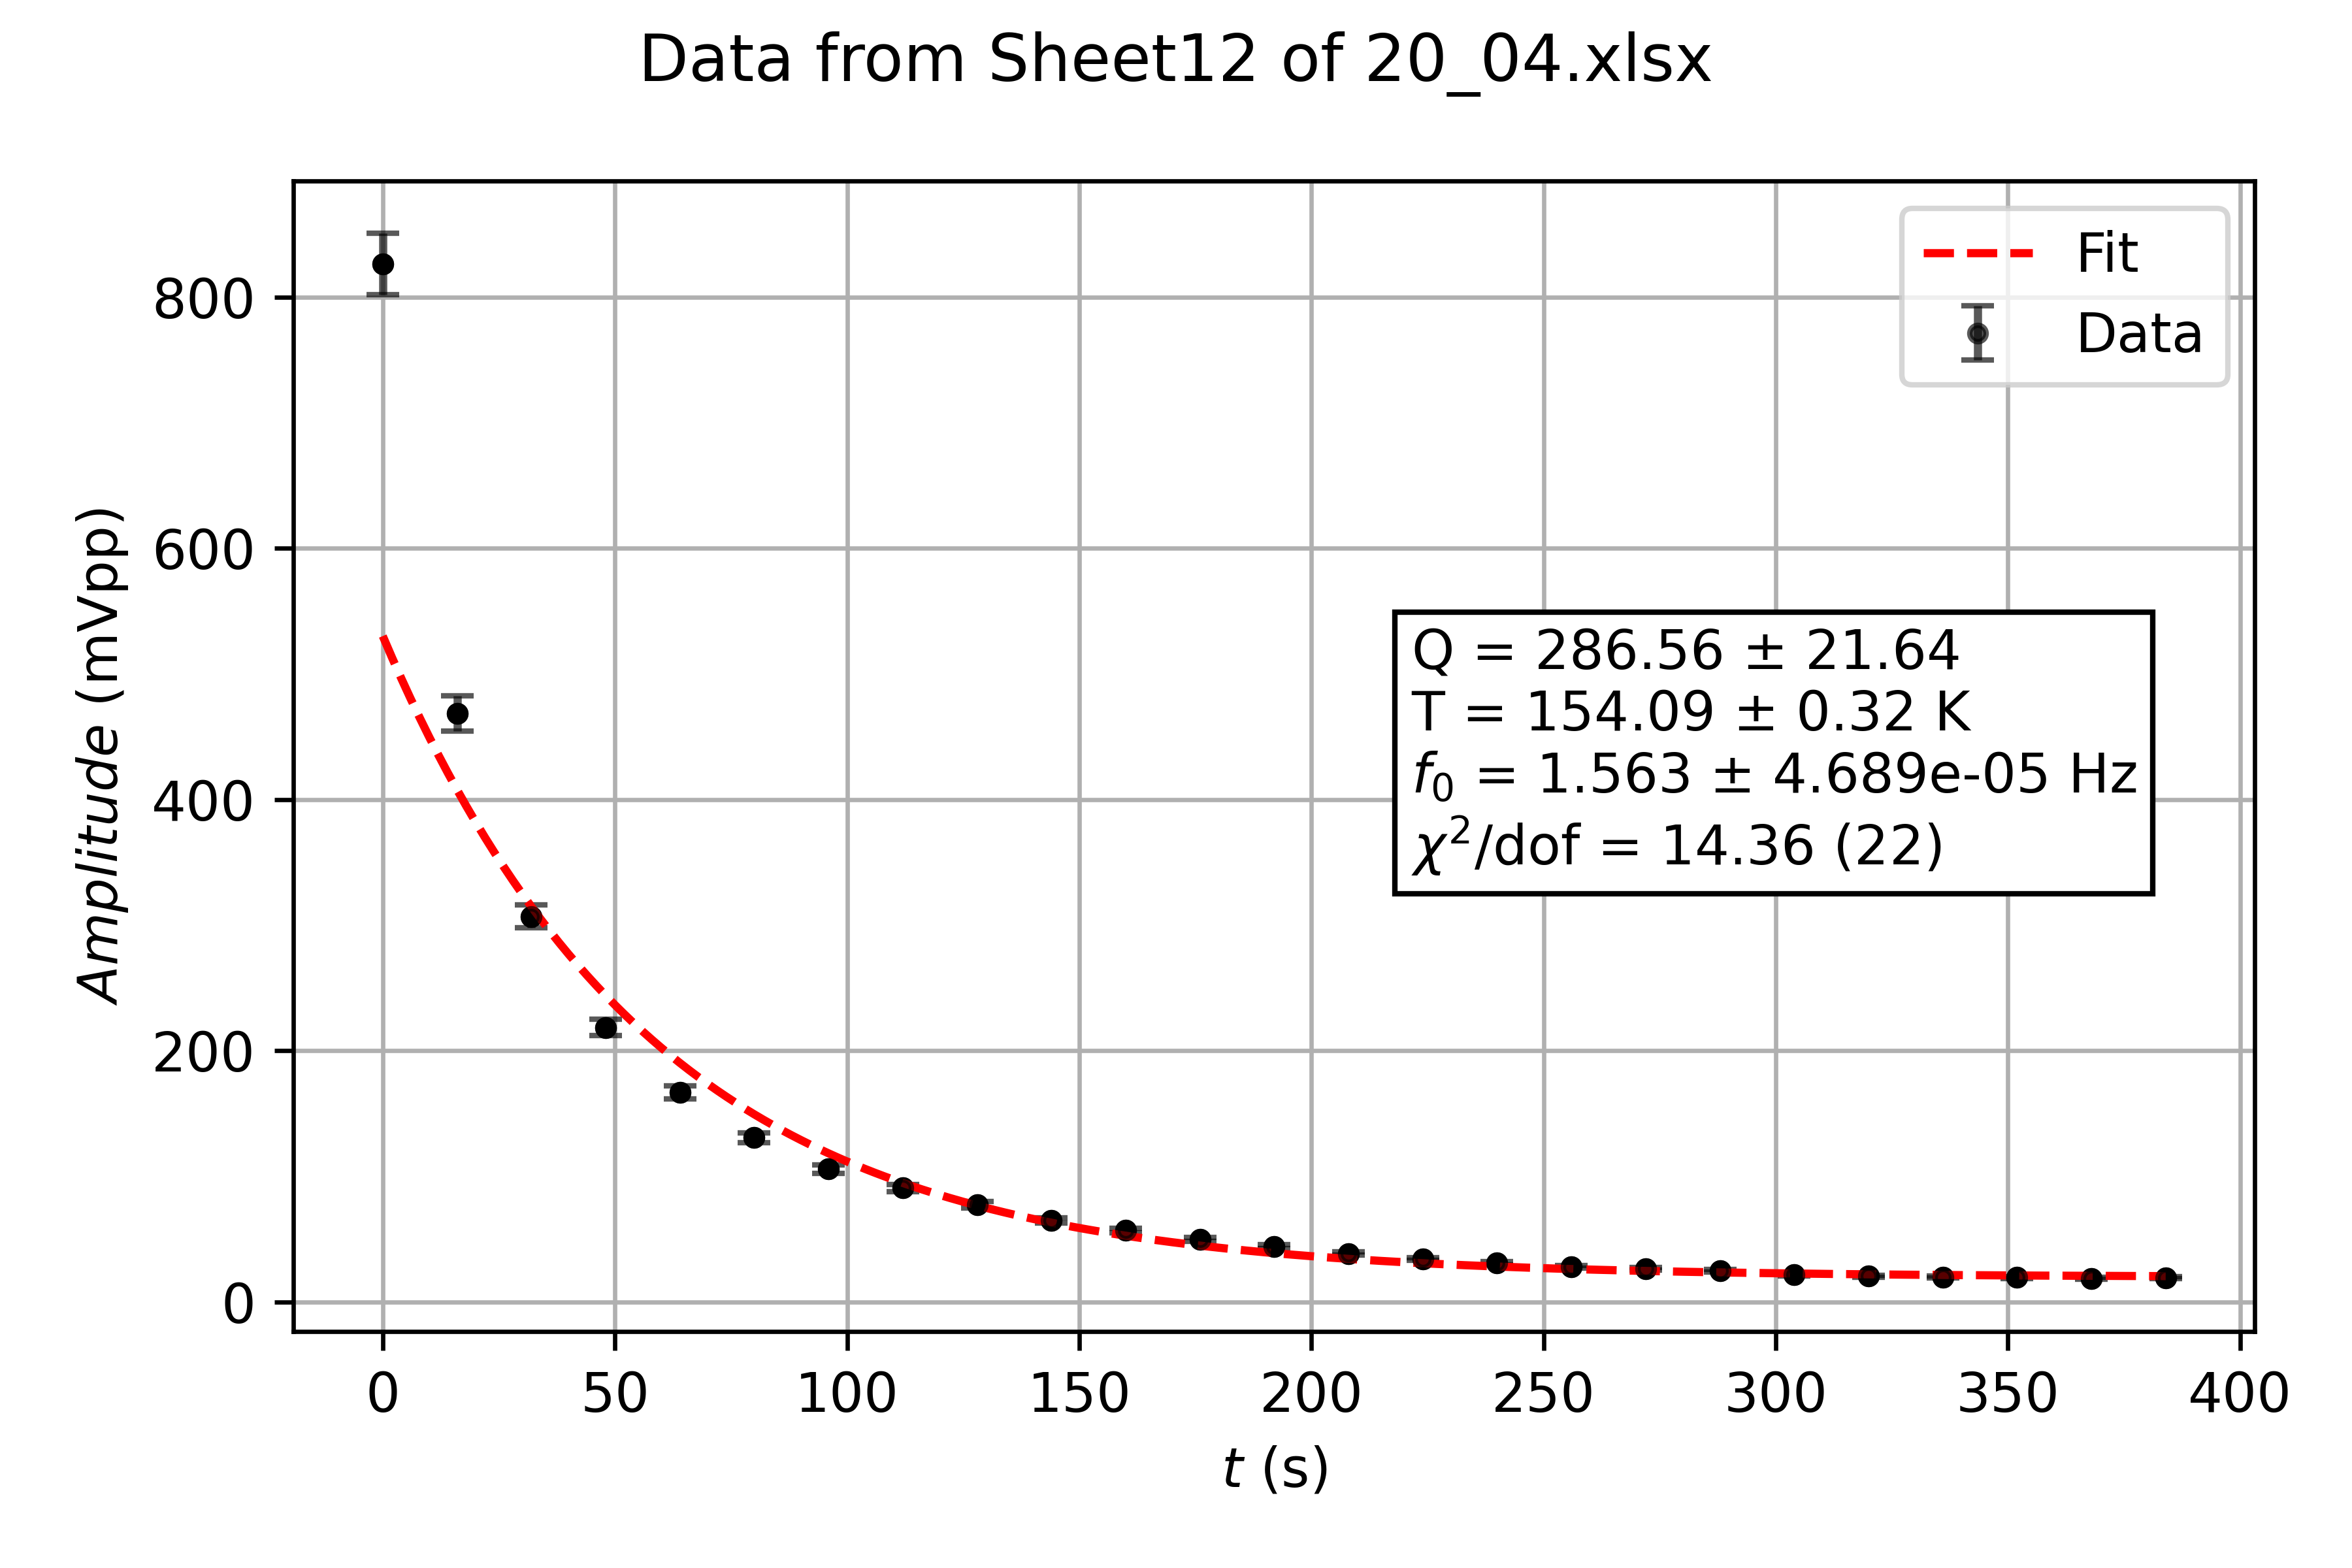 Data from Sheet12 of 20_04.xlsx
Fit
Data
Q = 286.56 ± 21.64
T = 154.09 ± 0.32 K
f₀ = 1.563 ± 4.689e-05 Hz
χ²/dof = 14.36 (22)
Amplitude (mVpp)
800
600
400
200
0
0 50 100 150 200 250 300 350 400
t (s)